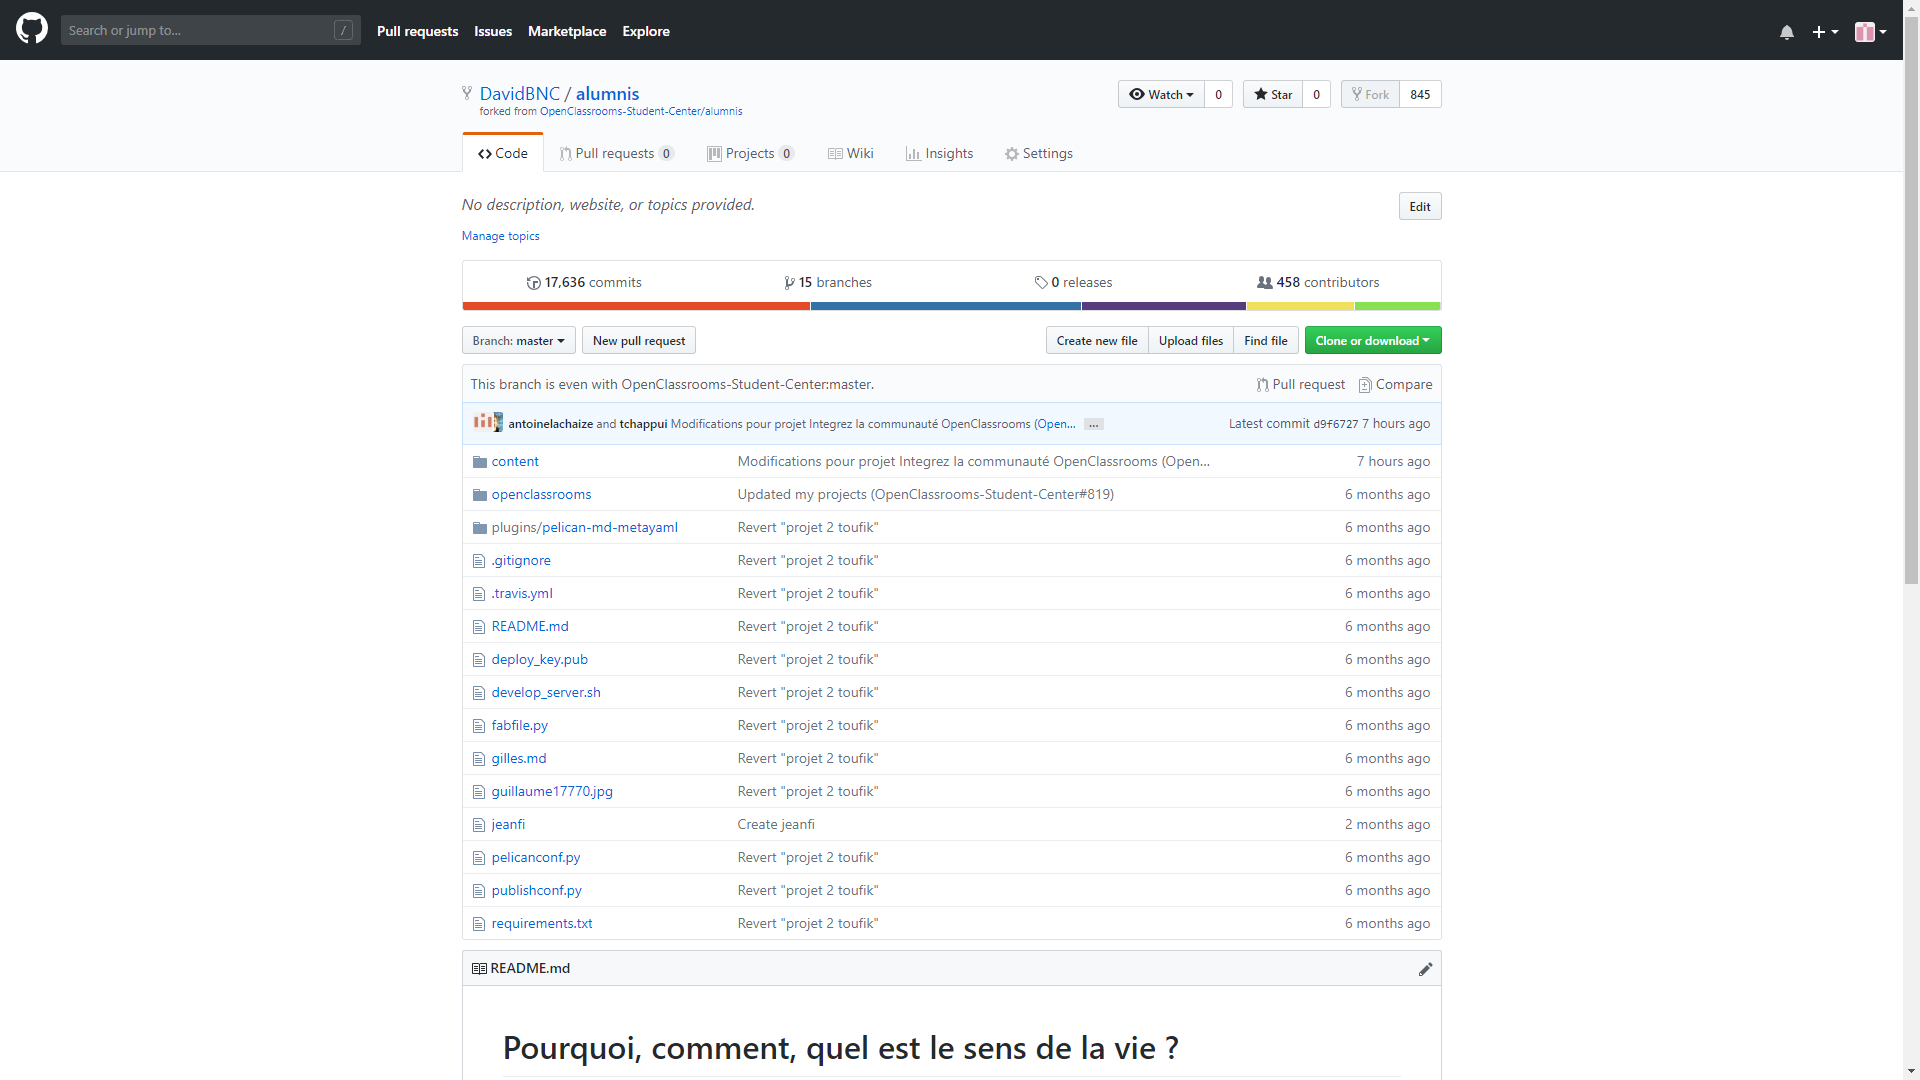 Search or jump to... / Pull requests Issues Marketplace Explore
DavidBNC / alumnis Watch 0 Star 0 Fork 845
forked from OpenClassrooms-Student-Center/alumnis
Code Pull requests 0 Projects 0 Wiki Insights Settings
No description, website, or topics provided. Edit
Manage topics
17,636 commits 15 branches 0 releases 458 contributors
Branch: master New pull request Create new file Upload files Find file Clone or download
This branch is even with OpenClassrooms-Student-Center:master. Pull request Compare
antoinelachaize and tchappui Modifications pour projet Integrez la communauté OpenClassrooms (Open... ... Latest commit d9f6727 7 hours ago
content Modifications pour projet Integrez la communauté OpenClassrooms (Open... 7 hours ago
openclassrooms Updated my projects (OpenClassrooms-Student-Center#819) 6 months ago
plugins/pelican-md-metayaml Revert "projet 2 toufik" 6 months ago
.gitignore Revert "projet 2 toufik" 6 months ago
.travis.yml Revert "projet 2 toufik" 6 months ago
README.md Revert "projet 2 toufik" 6 months ago
deploy_key.pub Revert "projet 2 toufik" 6 months ago
develop_server.sh Revert "projet 2 toufik" 6 months ago
fabfile.py Revert "projet 2 toufik" 6 months ago
gilles.md Revert "projet 2 toufik" 6 months ago
guillaume17770.jpg Revert "projet 2 toufik" 6 months ago
jeanfi Create jeanfi 2 months ago
pelicanconf.py Revert "projet 2 toufik" 6 months ago
publishconf.py Revert "projet 2 toufik" 6 months ago
requirements.txt Revert "projet 2 toufik" 6 months ago
README.md
Pourquoi, comment, quel est le sens de la vie ?